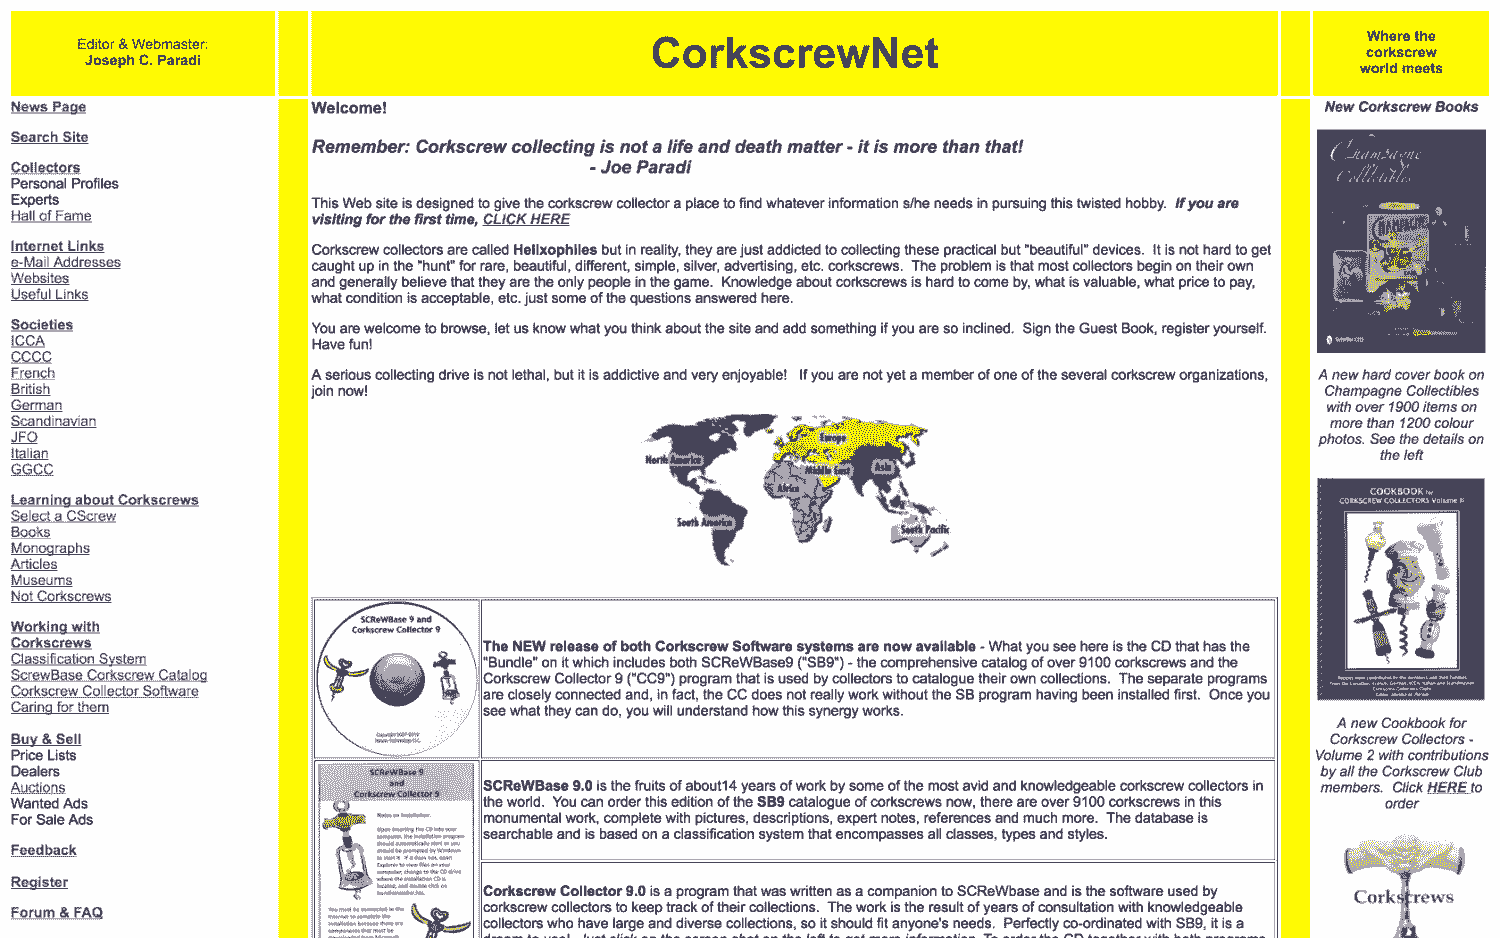 Editor & Webmaster:
Joseph C. Paradi
CorkscrewNet
Where the
corkscrew
world meets
News Page
Search Site
Collectors
Personal Profiles
Experts
Hall of Fame
Internet Links
e-Mail Addresses
Websites
Useful Links
Societies
ICCA
CCCC
French
British
German
Scandinavian
JFO
Italian
GGCC
Learning about Corkscrews
Select a CScrew
Books
Monographs
Articles
Museums
Not Corkscrews
Working with
Corkscrews
Classification System
ScrewBase Corkscrew Catalog
Corkscrew Collector Software
Caring for them
Buy & Sell
Price Lists
Dealers
Auctions
Wanted Ads
For Sale Ads
Feedback
Register
Forum & FAQ
Welcome!
Remember: Corkscrew collecting is not a life and death matter - it is more than that!
- Joe Paradi
This Web site is designed to give the corkscrew collector a place to find whatever information s/he needs in pursuing this twisted hobby. If you are
visiting for the first time, CLICK HERE
Corkscrew collectors are called Helixophiles but in reality, they are just addicted to collecting these practical but "beautiful" devices. It is not hard to get
caught up in the "hunt" for rare, beautiful, different, simple, silver, advertising, etc. corkscrews. The problem is that most collectors begin on their own
and generally believe that they are the only people in the game. Knowledge about corkscrews is hard to come by, what is valuable, what price to pay,
what condition is acceptable, etc. just some of the questions answered here.
You are welcome to browse, let us know what you think about the site and add something if you are so inclined. Sign the Guest Book, register yourself.
Have fun!
A serious collecting drive is not lethal, but it is addictive and very enjoyable! If you are not yet a member of one of the several corkscrew organizations,
join now!
North America
Europe
Middle East
Asia
Africa
South America
South Pacific
SCReWBase 9 and
Corkscrew Collector 9
The NEW release of both Corkscrew Software systems are now available - What you see here is the CD that has the
"Bundle" on it which includes both SCReWBase9 ("SB9") - the comprehensive catalog of over 9100 corkscrews and the
Corkscrew Collector 9 ("CC9") program that is used by collectors to catalogue their own collections. The separate programs
are closely connected and, in fact, the CC does not really work without the SB program having been installed first. Once you
see what they can do, you will understand how this synergy works.
SCReWBase 9
and
Corkscrew Collector 9
SCReWBase 9.0 is the fruits of about14 years of work by some of the most avid and knowledgeable corkscrew collectors in
the world. You can order this edition of the SB9 catalogue of corkscrews now, there are over 9100 corkscrews in this
monumental work, complete with pictures, descriptions, expert notes, references and much more. The database is
searchable and is based on a classification system that encompasses all classes, types and styles.
Corkscrew Collector 9.0 is a program that was written as a companion to SCReWbase and is the software used by
corkscrew collectors to keep track of their collections. The work is the result of years of consultation with knowledgeable
collectors who have large and diverse collections, so it should fit anyone's needs. Perfectly co-ordinated with SB9, it is a
New Corkscrew Books
Champagne
Collectibles
A new hard cover book on
Champagne Collectibles
with over 1900 items on
more than 1200 colour
photos. See the details on
the left
COOKBOOK for
CORKSCREW COLLECTORS Volume II
A new Cookbook for
Corkscrew Collectors -
Volume 2 with contributions
by all the Corkscrew Club
members. Click HERE to
order
Corkscrews